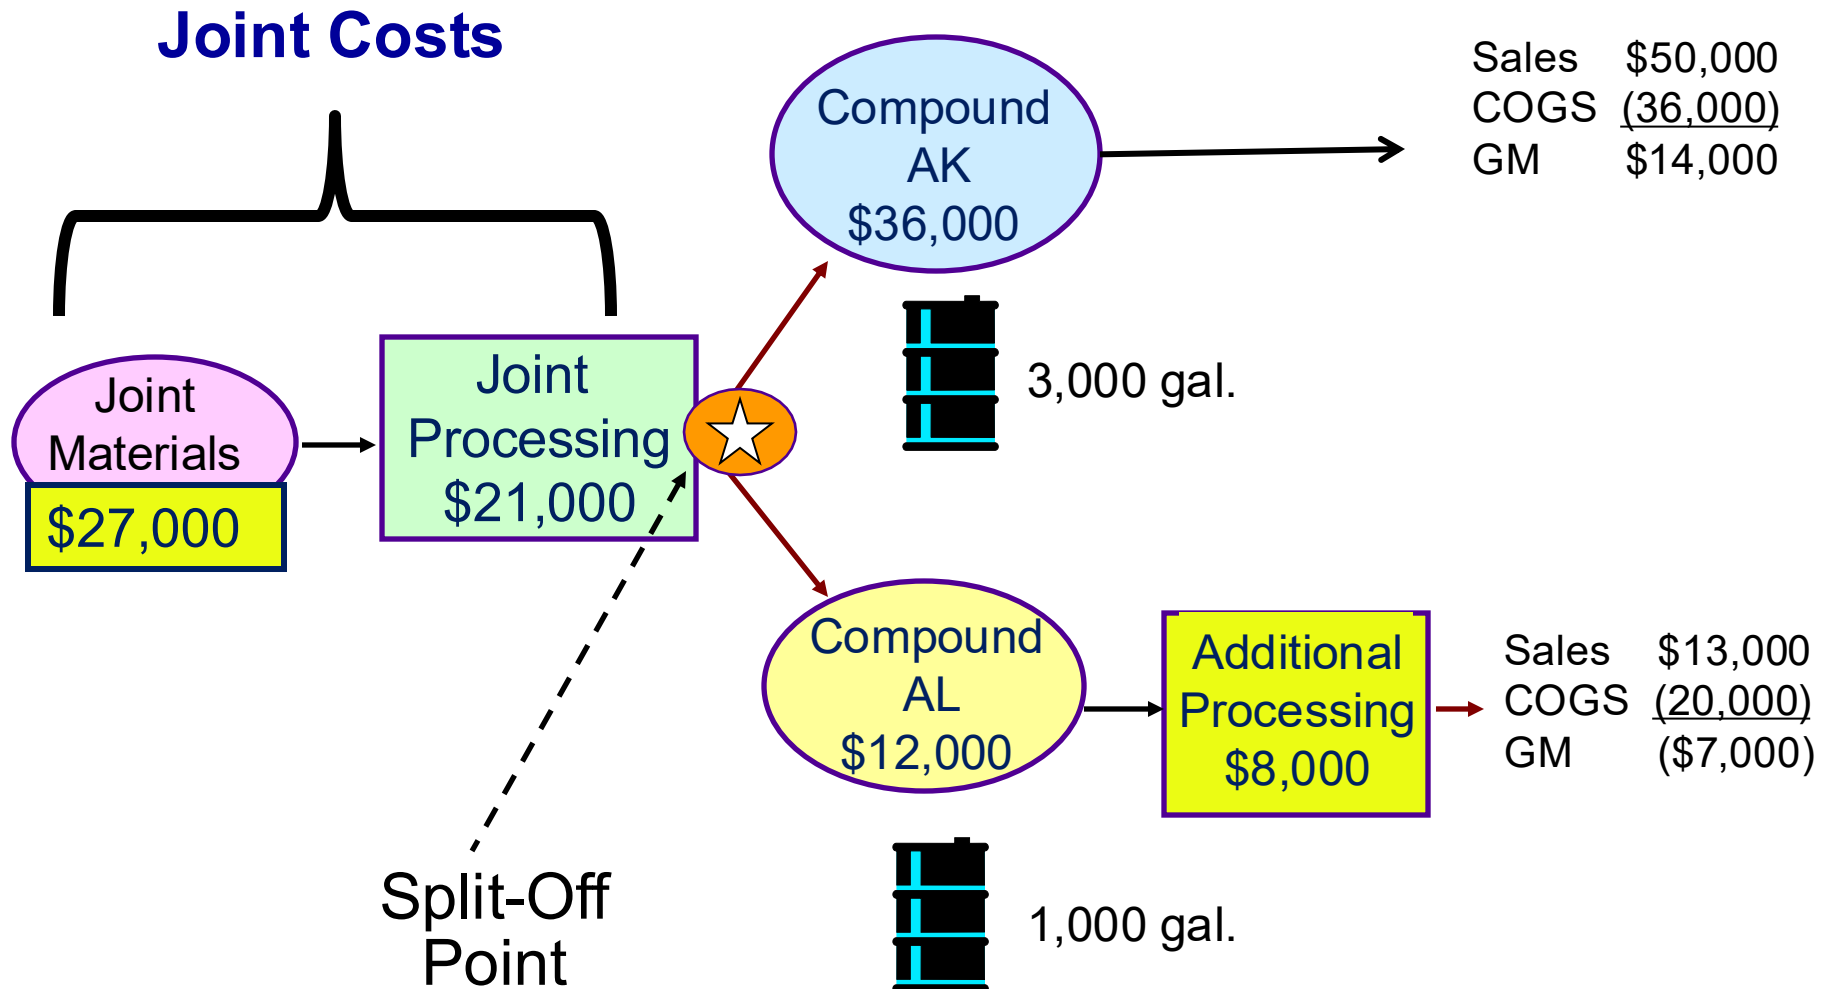 Joint Costs
Joint
Materials
$27,000
Joint
Processing
$21,000
Split-Off
Point
Compound
AK
$36,000
3,000 gal.
Sales $50,000
COGS (36,000)
GM $14,000
Compound
AL
$12,000
1,000 gal.
Additional
Processing
$8,000
Sales $13,000
COGS (20,000)
GM ($7,000)